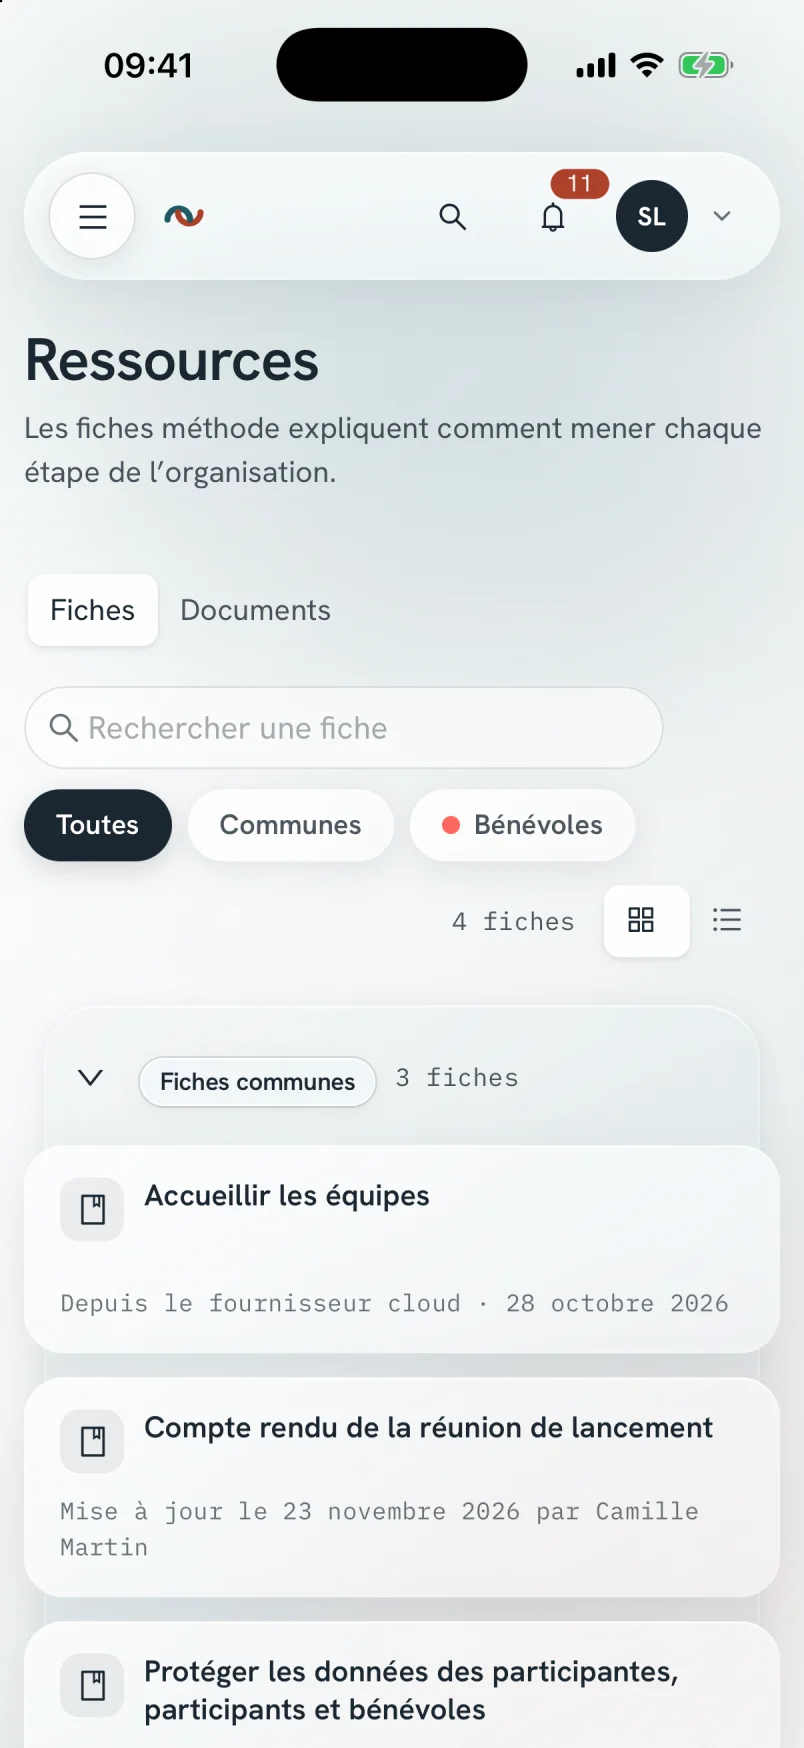 09:41
11
SL
Ressources
Les fiches méthode expliquent comment mener chaque
étape de l’organisation.
Fiches
Documents
Rechercher une fiche
Toutes
Communes
Bénévoles
4 fiches
Fiches communes
3 fiches
Accueillir les équipes
Depuis le fournisseur cloud · 28 octobre 2026
Compte rendu de la réunion de lancement
Mise à jour le 23 novembre 2026 par Camille
Martin
Protéger les données des participantes,
participants et bénévoles